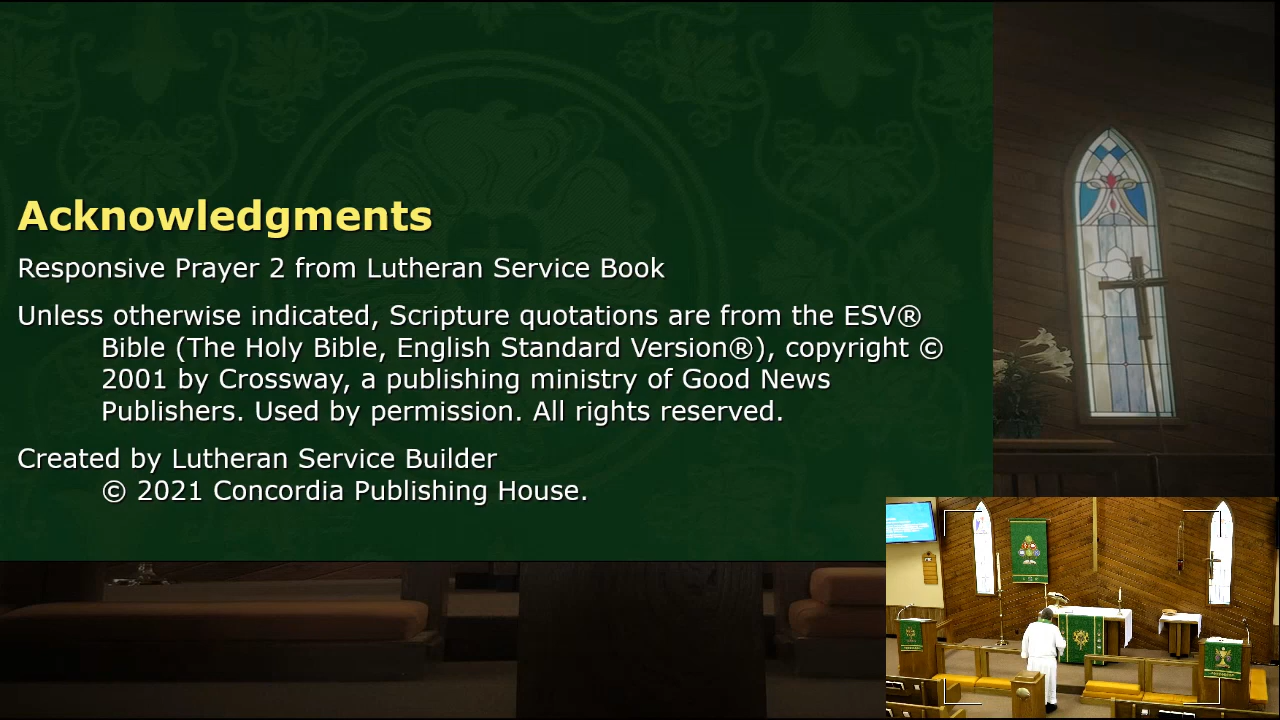 Acknowledgments
Responsive Prayer 2 from Lutheran Service Book
Unless otherwise indicated, Scripture quotations are from the ESV®
Bible (The Holy Bible, English Standard Version®), copyright ©
2001 by Crossway, a publishing ministry of Good News
Publishers. Used by permission. All rights reserved.
Created by Lutheran Service Builder
© 2021 Concordia Publishing House.